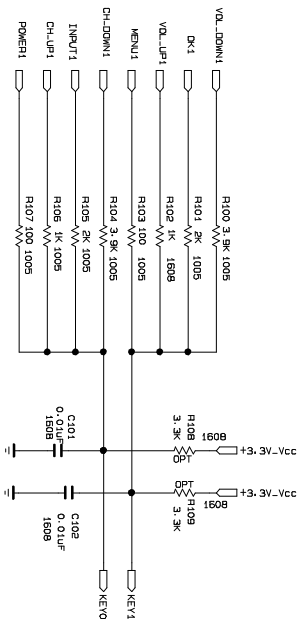 VOL_DOWN1
OK1
VOL_UP1
MENU1
CH_DOWN1
INPUT1
CH_UP1
POWER1
R100 3.9K 1005
R101 2K 1005
R102 1K 1608
R103 100 1005
R104 3.9K 1005
R105 2K 1005
R106 1K 1005
R107 100 1005
R108
3.3K
1608
OPT
+3.3V_Vcc
R109
3.3K
1608
OPT
+3.3V_Vcc
C101
0.01uF
1608
C102
0.01uF
1608
KEY1
KEY0